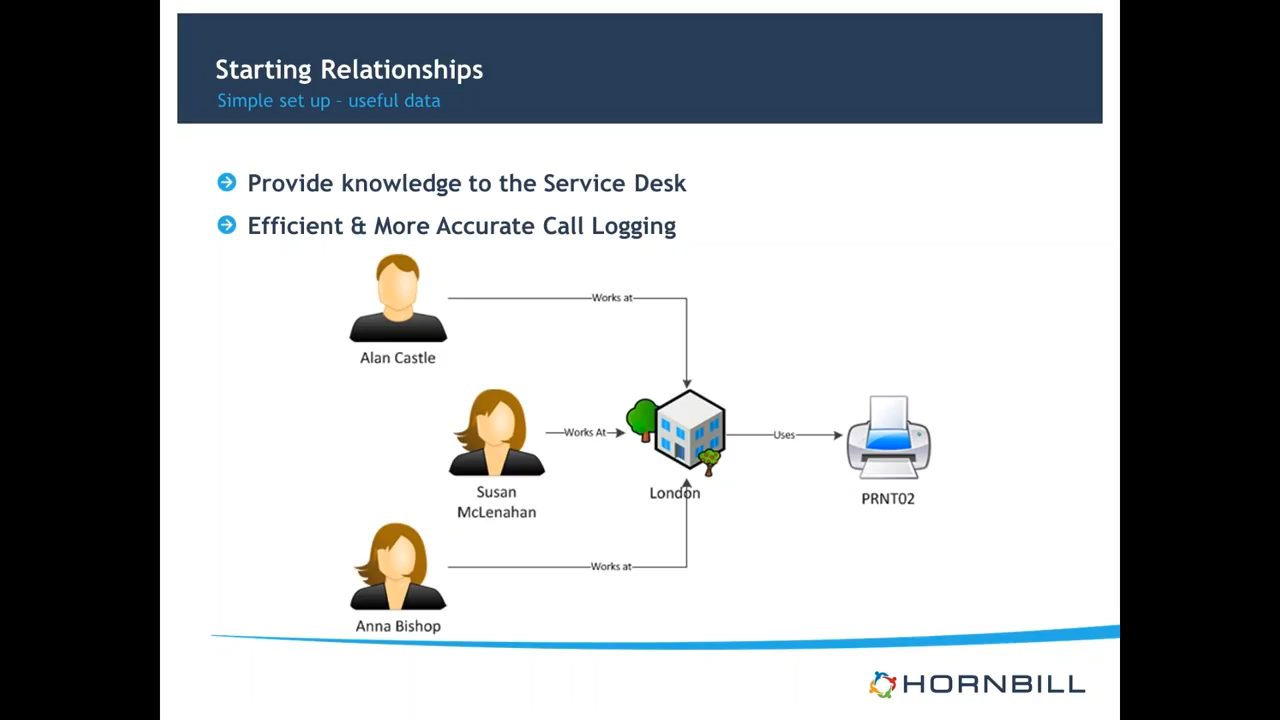 Starting Relationships
Simple set up – useful data
Provide knowledge to the Service Desk
Efficient & More Accurate Call Logging
Works at
Alan Castle
Works At
Uses
Susan
McLenahan
London
PRNT02
Works at
Anna Bishop
HORNBILL